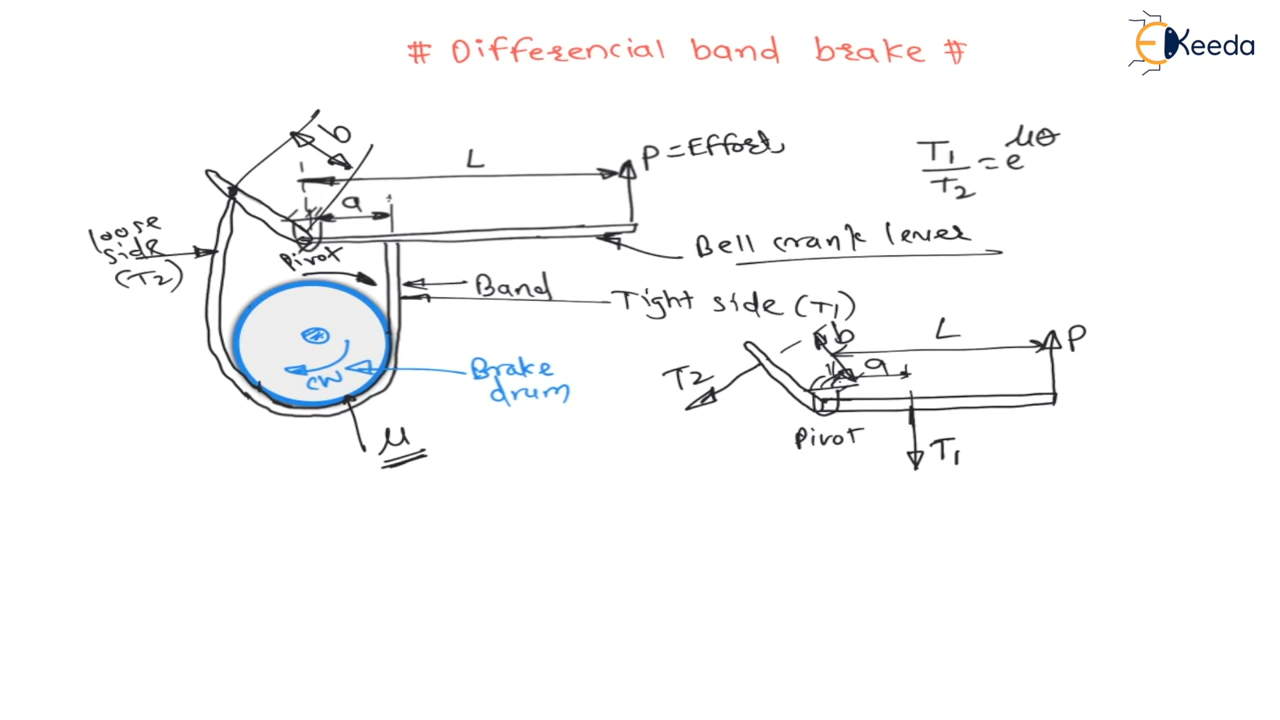 # Differencial band brake #
EKeeda
b
L
P = Effort
T1/T2 = e^μθ
a
loose side (T2)
Pivot
Bell crank lever
Band
Tight side (T1)
CW
Brake drum
μ
b
L
P
T2
a
Pivot
T1